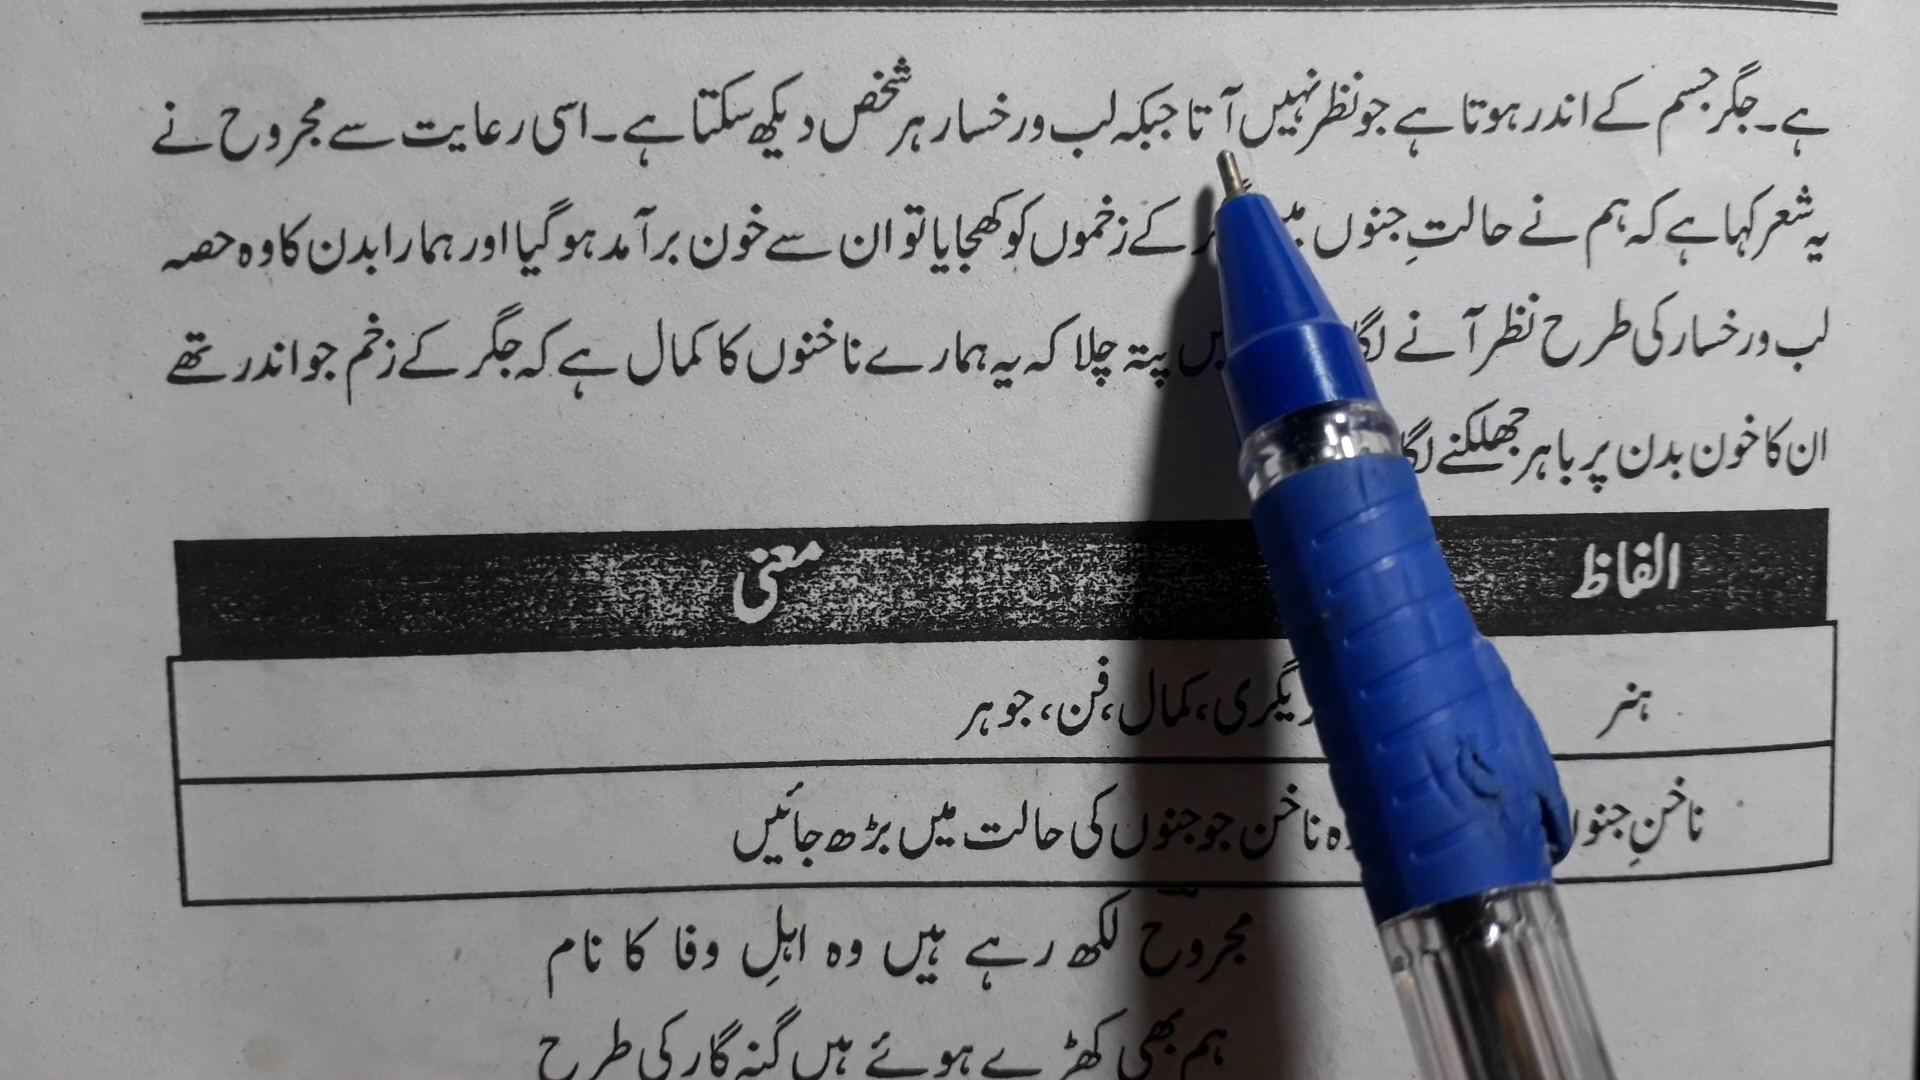 ہے۔ جگر جسم کے اندر ہوتا ہے جو نظر نہیں آتا جبکہ لب و رخسار ہر شخص دیکھ سکتا ہے۔ اسی رعایت سے مجروح نے
یہ شعر کہا ہے کہ ہم نے حالتِ جنوں کے زخموں کو کھجایا تو ان سے خون برآمد ہو گیا اور ہمارا بدن کا وہ حصہ
لب و رخسار کی طرح نظر آنے پتہ چلا کہ یہ ہمارے ناخنوں کا کمال ہے کہ جگر کے زخم جو اندر تھے
ان کا خون بدن پر باہر جھلکنے
الفاظ معنی
ہنر کمال، فن، جوہر
ناخنِ ناخن جو جنوں کی حالت میں بڑھ جائیں
مجروحؔ لکھ رہے ہیں وہ اہلِ وفا کا نام
ہم بھی کھڑے ہوئے ہیں گنہ گار کی طرح